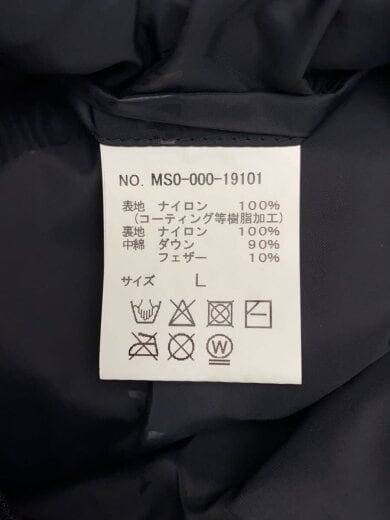 NO. MS0-000-19101
表地 ナイロン 100%
(コーティング等樹脂加工)
裏地 ナイロン 100%
中綿 ダウン 90%
フェザー 10%
サイズ L
W